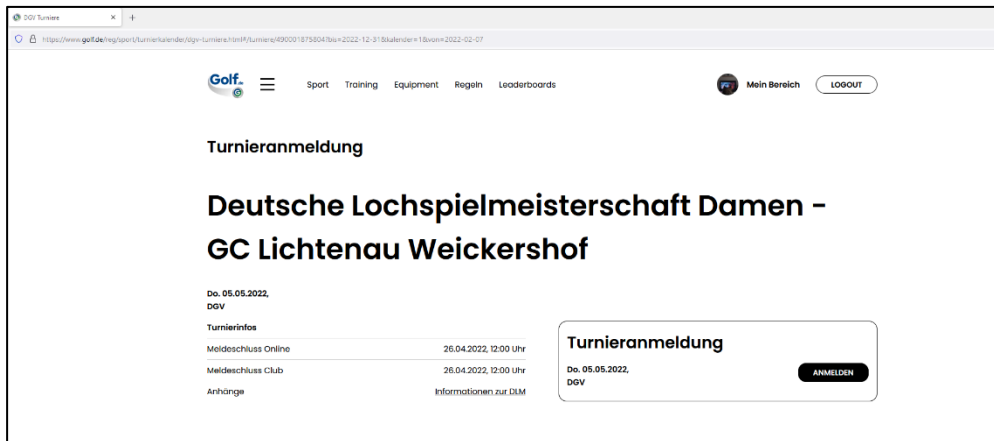 DGV Turniere
https://www.golf.de/reg/sport/turnierkalender/dgv-turniere.html#/turniere/490001875804?bis=2022-12-31&kalender=1&von=2022-02-07
Golf.de Sport Training Equipment Regeln Leaderboards Mein Bereich LOGOUT
Turnieranmeldung
Deutsche Lochspielmeisterschaft Damen -
GC Lichtenau Weickershof
Do. 05.05.2022,
DGV
Turnierinfos
Meldeschluss Online 26.04.2022, 12:00 Uhr
Meldeschluss Club 26.04.2022, 12:00 Uhr
Anhänge Informationen zur DLM
Turnieranmeldung
Do. 05.05.2022,
DGV
ANMELDEN